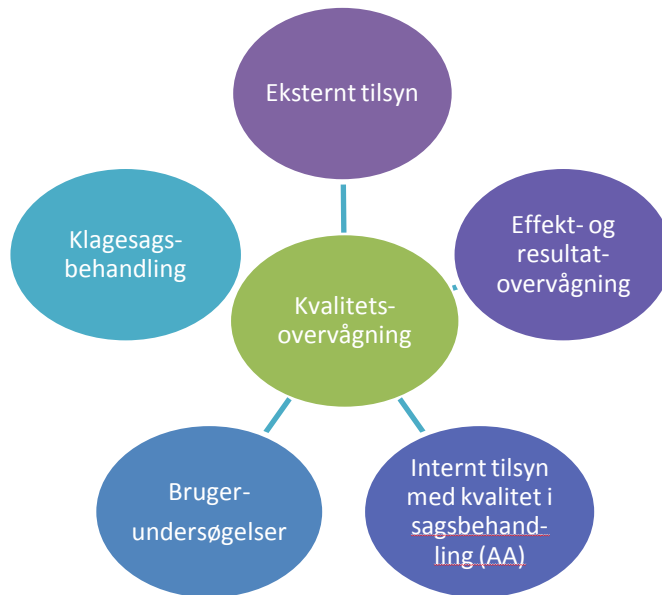 Eksternt tilsyn
Klagesags-
behandling
Effekt- og
resultat-
overvågning
Kvalitets-
overvågning
Bruger-
undersøgelser
Internt tilsyn
med kvalitet i
sagsbehand-
ling (AA)